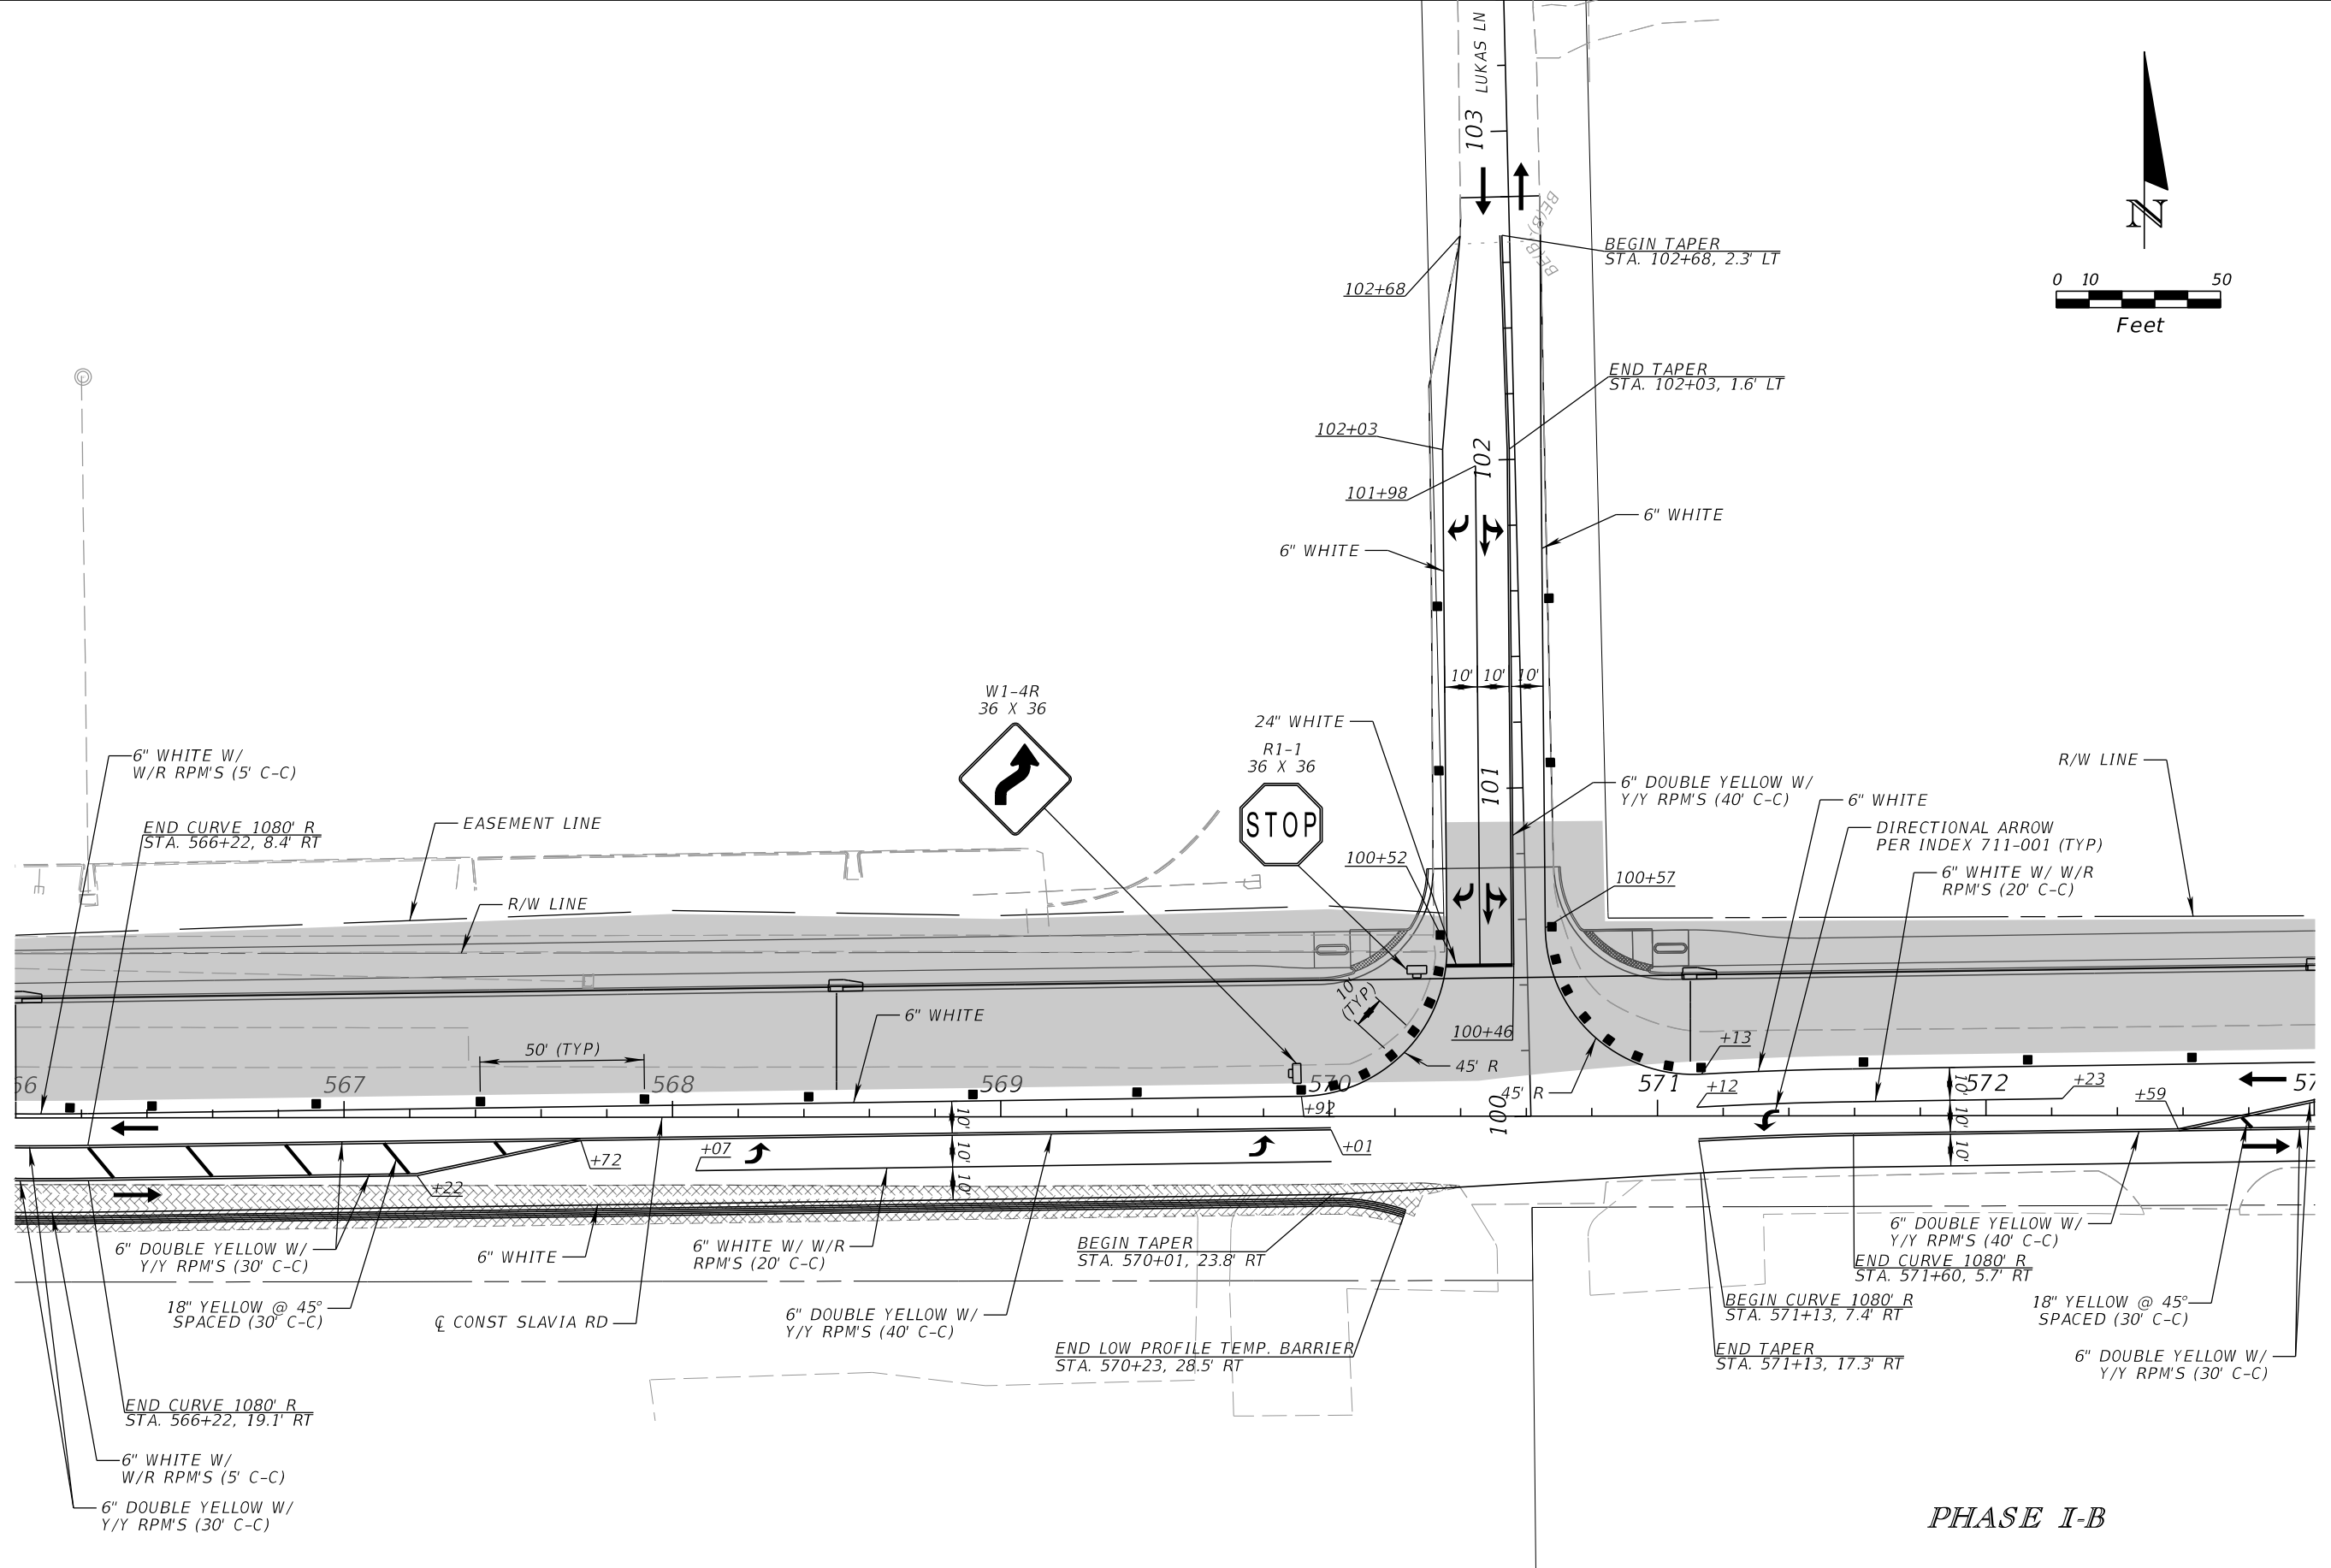 LUKAS LN
103
N
0 10 50
Feet
BE(B)
BE(B)
BEGIN TAPER
STA. 102+68, 2.3' LT
102+68
END TAPER
STA. 102+03, 1.6' LT
102+03
102
101+98
6" WHITE
6" WHITE
10' 10' 10'
W1-4R
36 X 36
24" WHITE
R1-1
36 X 36
STOP
101
6" DOUBLE YELLOW W/
Y/Y RPM'S (40' C-C)
R/W LINE
6" WHITE
DIRECTIONAL ARROW
PER INDEX 711-001 (TYP)
6" WHITE W/ W/R
RPM'S (20' C-C)
6" WHITE W/
W/R RPM'S (5' C-C)
END CURVE 1080' R
STA. 566+22, 8.4' RT
EASEMENT LINE
R/W LINE
100+52
100+57
10'
(TYP)
100+46
6" WHITE
50' (TYP)
45' R
45' R
+13
+12
+23
+59
66
567
568
569
570
571
572
57
100
+92
10'
10'
10'
10'
10'
10'
+72
+22
+07
+01
6" DOUBLE YELLOW W/
Y/Y RPM'S (30' C-C)
6" WHITE
6" WHITE W/ W/R
RPM'S (20' C-C)
BEGIN TAPER
STA. 570+01, 23.8' RT
6" DOUBLE YELLOW W/
Y/Y RPM'S (40' C-C)
END CURVE 1080' R
STA. 571+60, 5.7' RT
18" YELLOW @ 45°
SPACED (30' C-C)
℄ CONST SLAVIA RD
6" DOUBLE YELLOW W/
Y/Y RPM'S (40' C-C)
BEGIN CURVE 1080' R
STA. 571+13, 7.4' RT
18" YELLOW @ 45°
SPACED (30' C-C)
END LOW PROFILE TEMP. BARRIER
STA. 570+23, 28.5' RT
END TAPER
STA. 571+13, 17.3' RT
6" DOUBLE YELLOW W/
Y/Y RPM'S (30' C-C)
END CURVE 1080' R
STA. 566+22, 19.1' RT
6" WHITE W/
W/R RPM'S (5' C-C)
6" DOUBLE YELLOW W/
Y/Y RPM'S (30' C-C)
PHASE I-B